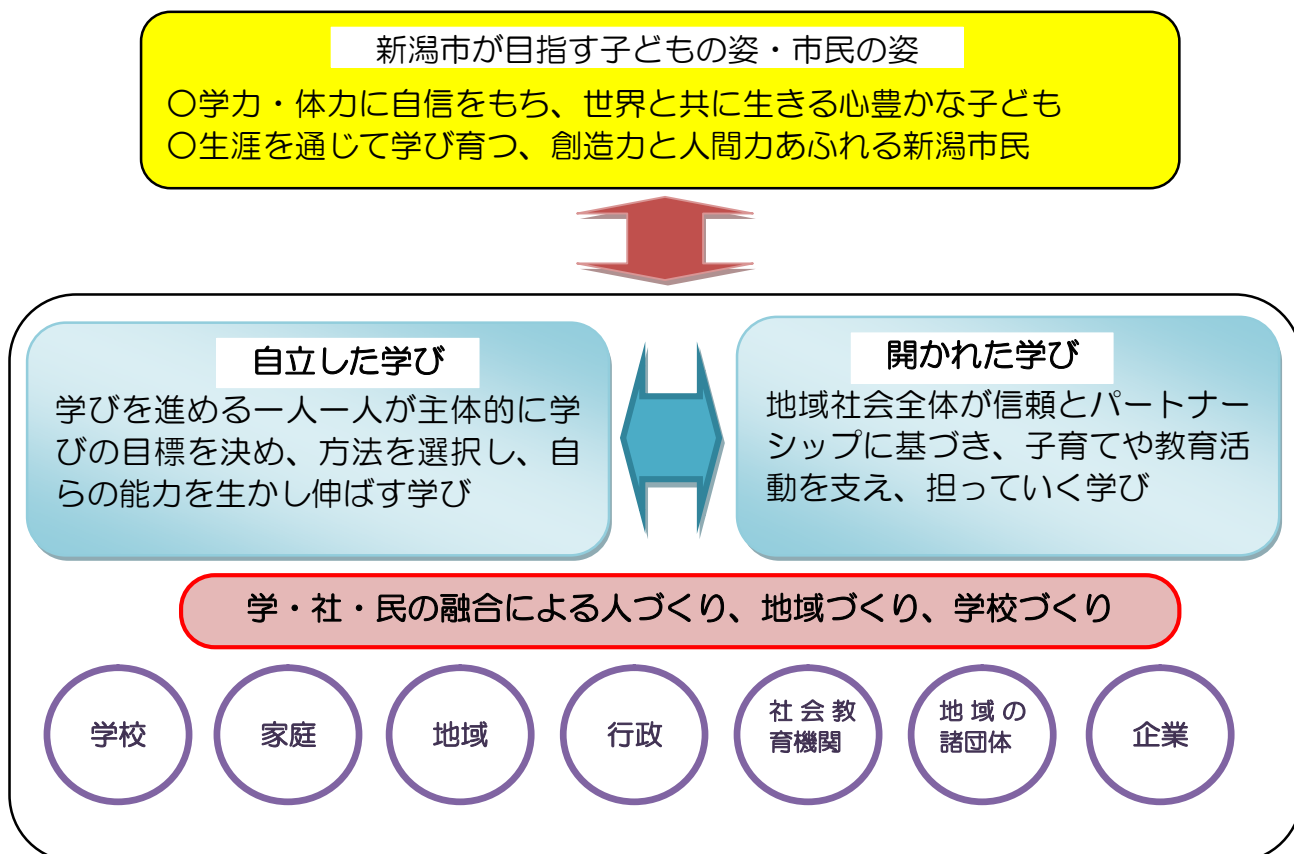 新潟市が目指す子どもの姿・市民の姿
○学力・体力に自信をもち、世界と共に生きる心豊かな子ども
○生涯を通じて学び育つ、創造力と人間力あふれる新潟市民
自立した学び
学びを進める一人一人が主体的に学
びの目標を決め、方法を選択し、自
らの能力を生かし伸ばす学び
開かれた学び
地域社会全体が信頼とパートナー
シップに基づき、子育てや教育活
動を支え、担っていく学び
学・社・民の融合による人づくり、地域づくり、学校づくり
学校
家庭
地域
行政
社会教
育機関
地域の
諸団体
企業